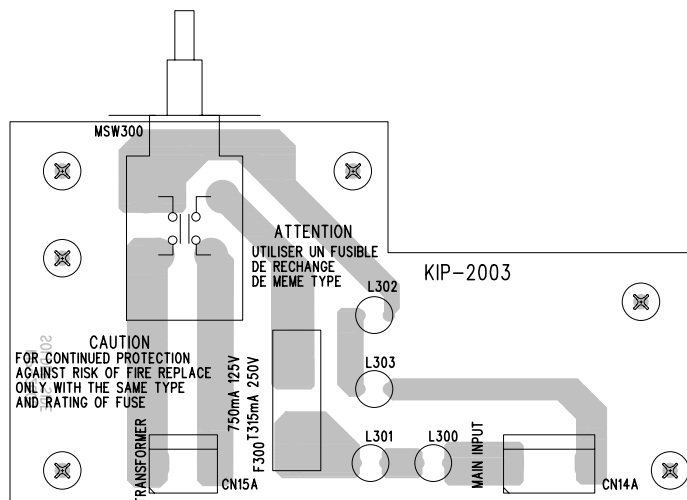 MSW300
ATTENTION
UTILISER UN FUSIBLE
DE RECHANGE
DE MEME TYPE
KIP-2003
L302
CAUTION
FOR CONTINUED PROTECTION
AGAINST RISK OF FIRE REPLACE
ONLY WITH THE SAME TYPE
AND RATING OF FUSE
L303
750mA 125V
T315mA 250V
F300
TRANSFORMER
CN15A
L301
L300
MAIN INPUT
CN14A